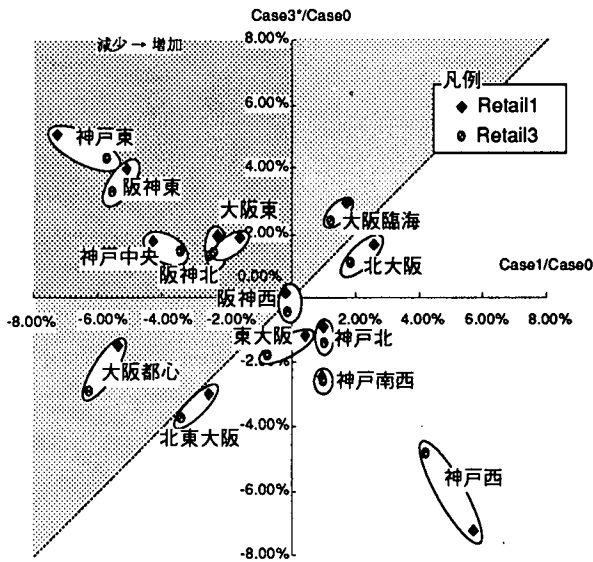 Case3*/Case0
8.00%
減少 → 増加
6.00%
凡例
Retail1
Retail3
神戸東
4.00%
阪神東
大阪東
2.00%
大阪臨海
神戸中央
阪神北
北大阪
0.00%
Case1/Case0
阪神西
-8.00%
-6.00%
-4.00%
-2.00%
2.00%
4.00%
6.00%
8.00%
東大阪
神戸北
-2.00%
大阪都心
神戸南西
北東大阪
-4.00%
神戸西
-6.00%
-8.00%